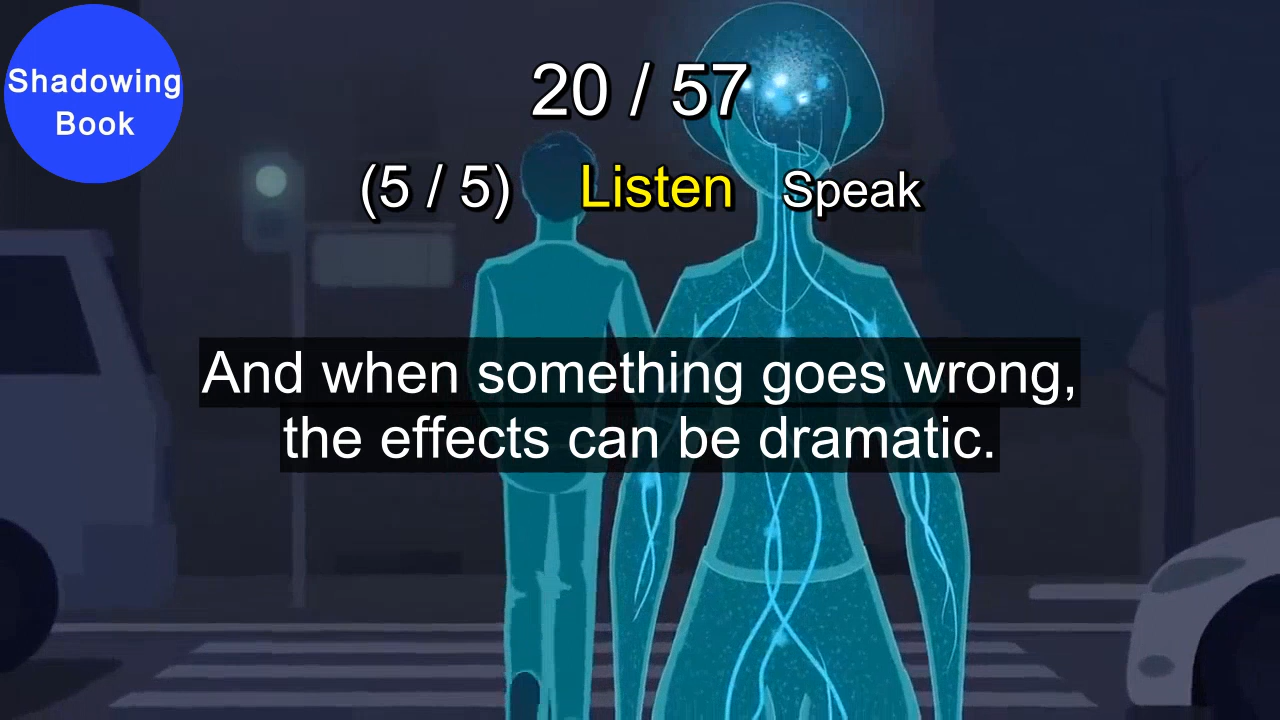 Shadowing
Book
20 / 57
(5 / 5) Listen Speak
And when something goes wrong,
the effects can be dramatic.